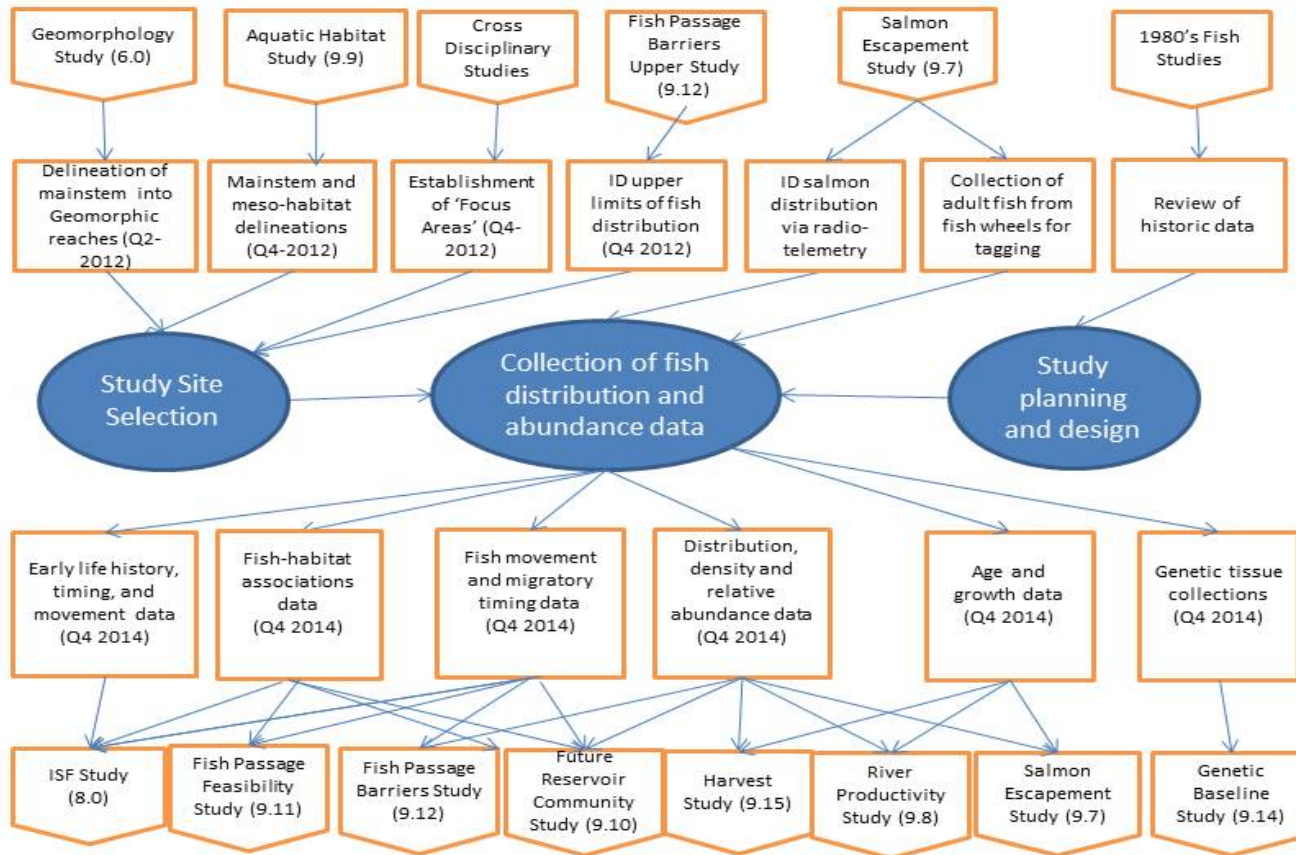 Geomorphology
Study (6.0)
Aquatic Habitat
Study (9.9)
Cross
Disciplinary
Studies
Fish Passage
Barriers
Upper Study
(9.12)
Salmon
Escapement
Study (9.7)
1980’s Fish
Studies
Delineation of
mainstem into
Geomorphic
reaches (Q2-
2012)
Mainstem and
meso-habitat
delineations
(Q4-2012)
Establishment
of ‘Focus
Areas’ (Q4-
2012)
ID upper
limits of fish
distribution
(Q4 2012)
ID salmon
distribution
via radio-
telemetry
Collection of
adult fish from
fish wheels for
tagging
Review of
historic data
Study Site
Selection
Collection of fish
distribution and
abundance data
Study
planning
and design
Early life history,
timing, and
movement data
(Q4 2014)
Fish-habitat
associations
data
(Q4 2014)
Fish movement
and migratory
timing data
(Q4 2014)
Distribution,
density and
relative
abundance data
(Q4 2014)
Age and
growth data
(Q4 2014)
Genetic tissue
collections
(Q4 2014)
ISF Study
(8.0)
Fish Passage
Feasibility
Study (9.11)
Fish Passage
Barriers Study
(9.12)
Future
Reservoir
Community
Study (9.10)
Harvest
Study (9.15)
River
Productivity
Study (9.8)
Salmon
Escapement
Study (9.7)
Genetic
Baseline
Study (9.14)